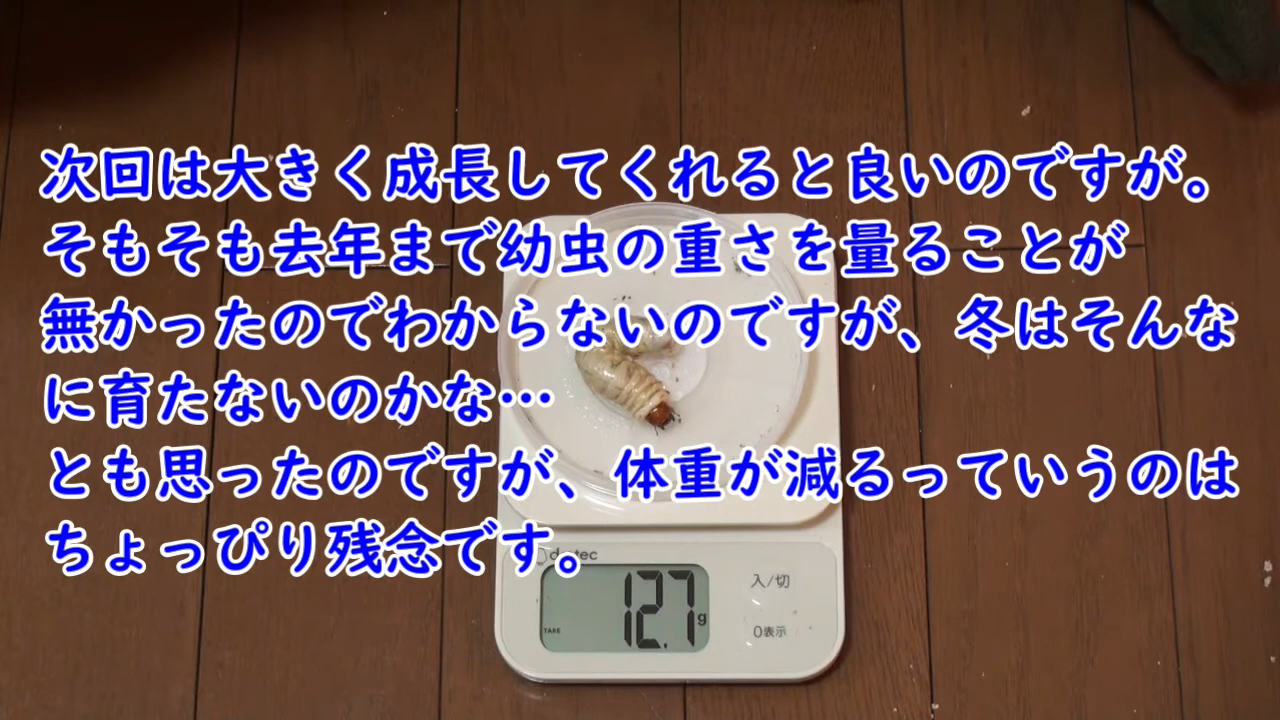 次回は大きく成長してくれると良いのですが。
そもそも去年まで幼虫の重さを量ることが
無かったのでわからないのですが、冬はそんな
に育たないのかな…
とも思ったのですが、体重が減るっていうのは
ちょっぴり残念です。
12.7g
TARE
入/切
0表示